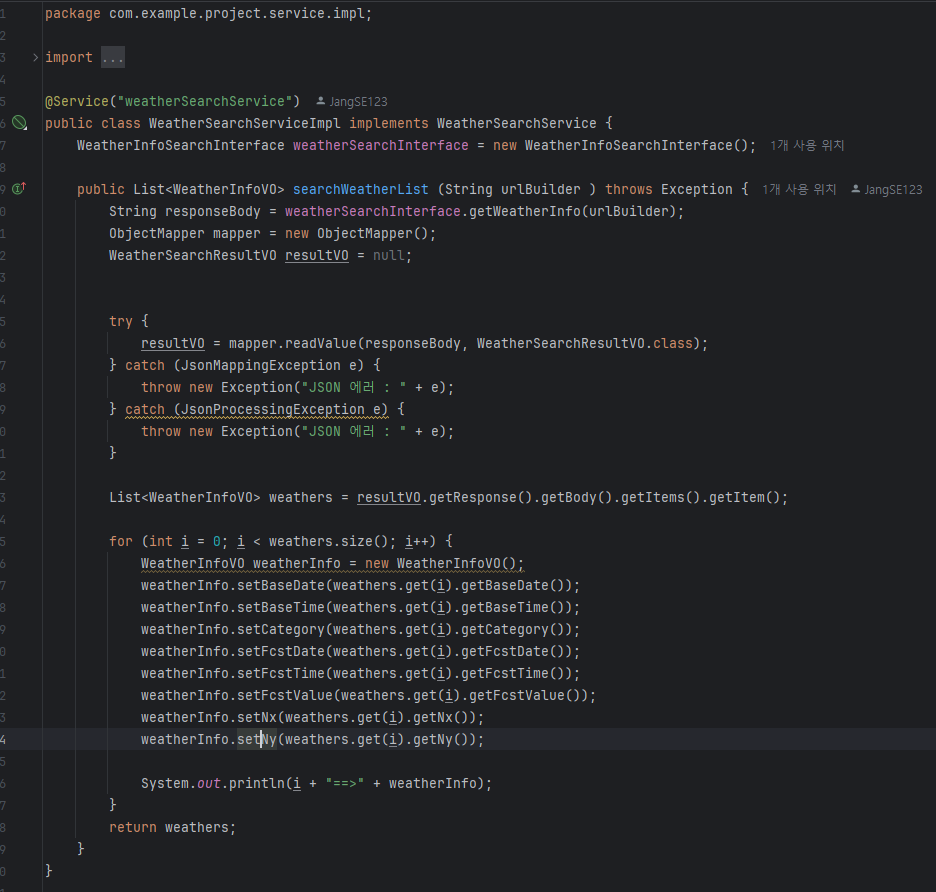 package com.example.project.service.impl;
import ...
@Service("weatherSearchService") JangSE123
public class WeatherSearchServiceImpl implements WeatherSearchService {
WeatherInfoSearchInterface weatherSearchInterface = new WeatherInfoSearchInterface(); 1개 사용 위치
public List<WeatherInfoVO> searchWeatherList (String urlBuilder ) throws Exception { 1개 사용 위치 JangSE123
String responseBody = weatherSearchInterface.getWeatherInfo(urlBuilder);
ObjectMapper mapper = new ObjectMapper();
WeatherSearchResultVO resultVO = null;
try {
resultVO = mapper.readValue(responseBody, WeatherSearchResultVO.class);
} catch (JsonMappingException e) {
throw new Exception("JSON 에러 : " + e);
} catch (JsonProcessingException e) {
throw new Exception("JSON 에러 : " + e);
}
List<WeatherInfoVO> weathers = resultVO.getResponse().getBody().getItems().getItem();
for (int i = 0; i < weathers.size(); i++) {
WeatherInfoVO weatherInfo = new WeatherInfoVO();
weatherInfo.setBaseDate(weathers.get(i).getBaseDate());
weatherInfo.setBaseTime(weathers.get(i).getBaseTime());
weatherInfo.setCategory(weathers.get(i).getCategory());
weatherInfo.setFcstDate(weathers.get(i).getFcstDate());
weatherInfo.setFcstTime(weathers.get(i).getFcstTime());
weatherInfo.setFcstValue(weathers.get(i).getFcstValue());
weatherInfo.setNx(weathers.get(i).getNx());
weatherInfo.setNy(weathers.get(i).getNy());
System.out.println(i + "==>" + weatherInfo);
}
return weathers;
}
}